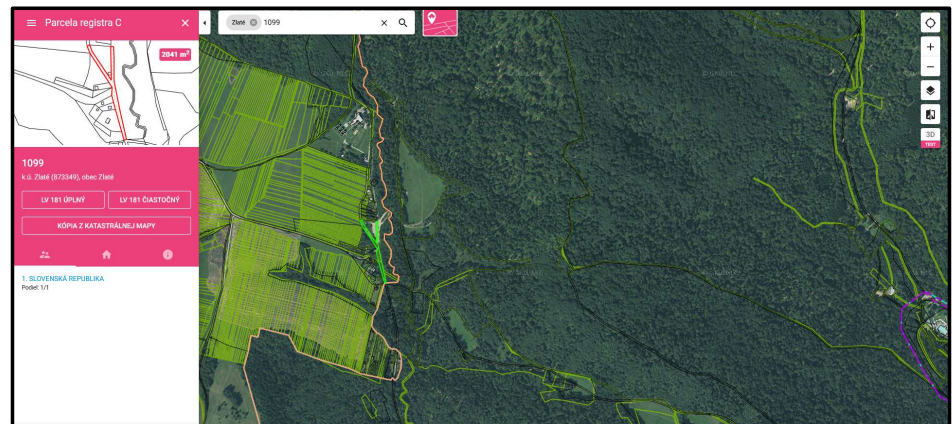 Parcela registra C
2041 m²
1099
k.ú. Zlaté (873349), obec Zlaté
LV 181 ÚPLNÝ
LV 181 ČIASTOČNÝ
KÓPIA Z KATASTRÁLNEJ MAPY
1. SLOVENSKÁ REPUBLIKA
Podiel: 1/1
Zlaté 1099
3D
TEST